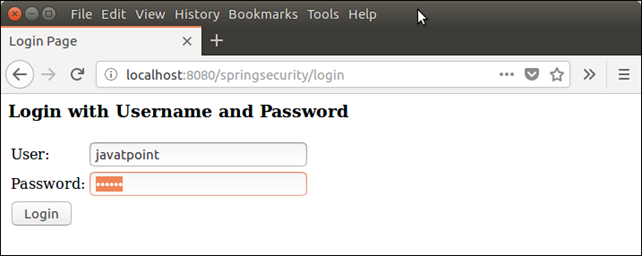 File Edit View History Bookmarks Tools Help
Login Page
localhost:8080/springsecurity/login
Login with Username and Password
User: javatpoint
Password: ••••••
Login